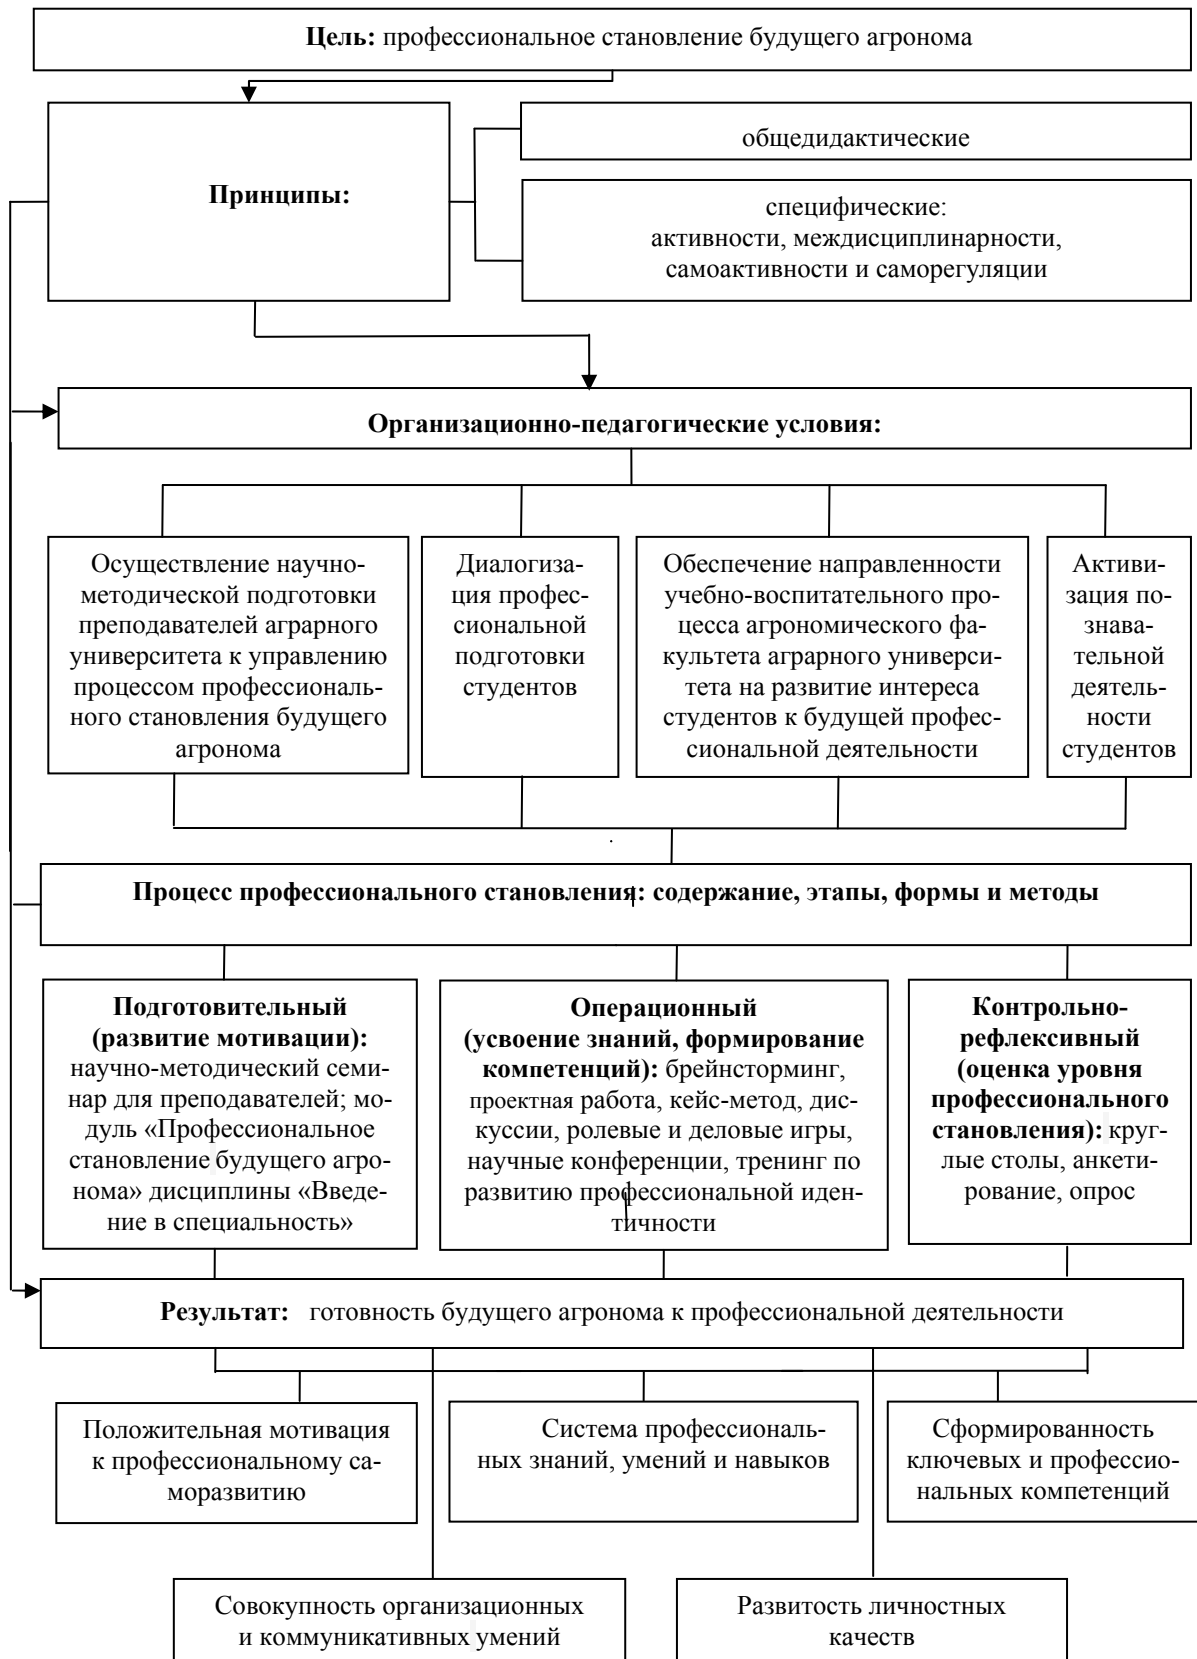 Цель: профессиональное становление будущего агронома
Принципы:
общедидактические
специфические:
активности, междисциплинарности,
самоактивности и саморегуляции
Организационно-педагогические условия:
Осуществление научно-
методической подготовки
преподавателей аграрного
университета к управлению
процессом профессиональ-
ного становления будущего
агронома
Диалогиза-
ция профес-
сиональной
подготовки
студентов
Обеспечение направленности
учебно-воспитательного про-
цесса агрономического фа-
культета аграрного универси-
тета на развитие интереса
студентов к будущей профес-
сиональной деятельности
Активи-
зация по-
знава-
тельной
деятель-
ности
студентов
Процесс профессионального становления: содержание, этапы, формы и методы
Подготовительный
(развитие мотивации):
научно-методический семи-
нар для преподавателей; мо-
дуль «Профессиональное
становление будущего агро-
нома» дисциплины «Введе-
ние в специальность»
Операционный
(усвоение знаний, формирование
компетенций): брейнсторминг,
проектная работа, кейс-метод, дис-
куссии, ролевые и деловые игры,
научные конференции, тренинг по
развитию профессиональной иден-
тичности
Контрольно-
рефлексивный
(оценка уровня
профессионального
становления): круг-
лые столы, анкети-
рование, опрос
Результат: готовность будущего агронома к профессиональной деятельности
Положительная мотивация
к профессиональному са-
моразвитию
Система профессиональ-
ных знаний, умений и навыков
Сформированность
ключевых и профессио-
нальных компетенций
Совокупность организационных
и коммуникативных умений
Развитость личностных
качеств